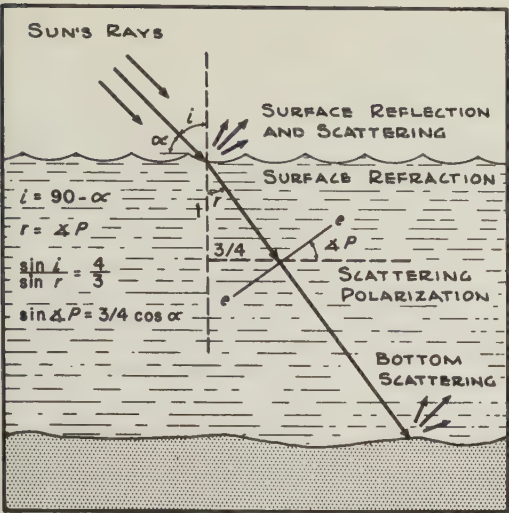 SUN'S RAYS
i
α
SURFACE REFLECTION
AND SCATTERING
SURFACE REFRACTION
i = 90 - α
r
r = ∡ P
3/4
e
∡ P
sin i / sin r = 4/3
SCATTERING
POLARIZATION
e
sin ∡ P = 3/4 cos α
BOTTOM
SCATTERING